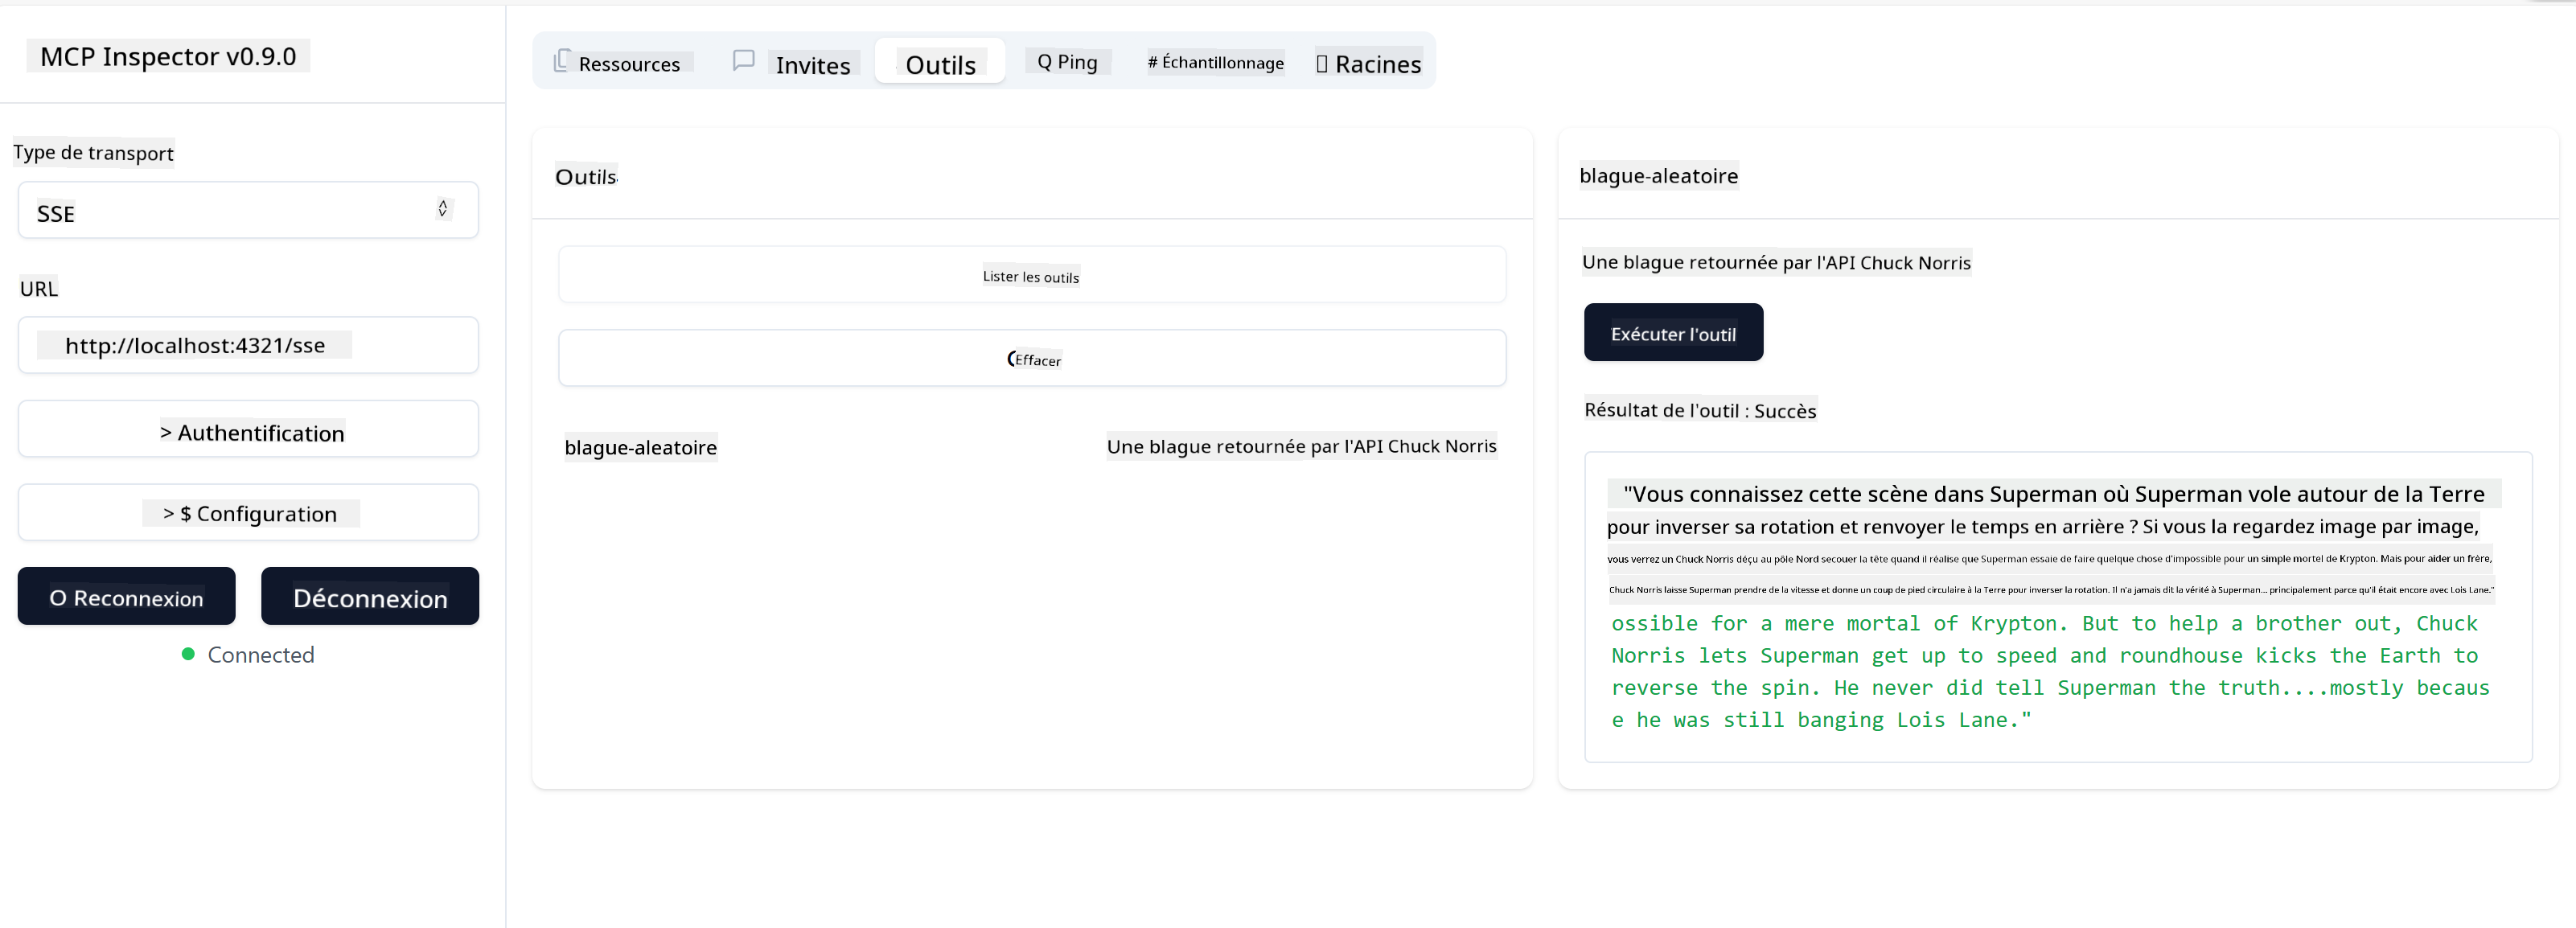 MCP Inspector v0.9.0
Type de transport
SSE
URL
http://localhost:4321/sse
> Authentification
> $ Configuration
O Reconnexion
Déconnexion
Connected
Ressources
Invites
Outils
Q Ping
# Échantillonnage
Racines
Outils
Lister les outils
Effacer
blague-aleatoire
Une blague retournée par l'API Chuck Norris
blague-aleatoire
Une blague retournée par l'API Chuck Norris
Exécuter l'outil
Résultat de l'outil : Succès
"Vous connaissez cette scène dans Superman où Superman vole autour de la Terre
pour inverser sa rotation et renvoyer le temps en arrière ? Si vous la regardez image par image,
vous verrez un Chuck Norris déçu au pôle Nord secouer la tête quand il réalise que Superman essaie de faire quelque chose d'impossible pour un simple mortel de Krypton. Mais pour aider un frère,
Chuck Norris laisse Superman prendre de la vitesse et donne un coup de pied circulaire à la Terre pour inverser la rotation. Il n'a jamais dit la vérité à Superman... principalement parce qu'il était encore avec Lois Lane."
ossible for a mere mortal of Krypton. But to help a brother out, Chuck
Norris lets Superman get up to speed and roundhouse kicks the Earth to
reverse the spin. He never did tell Superman the truth....mostly becaus
e he was still banging Lois Lane."